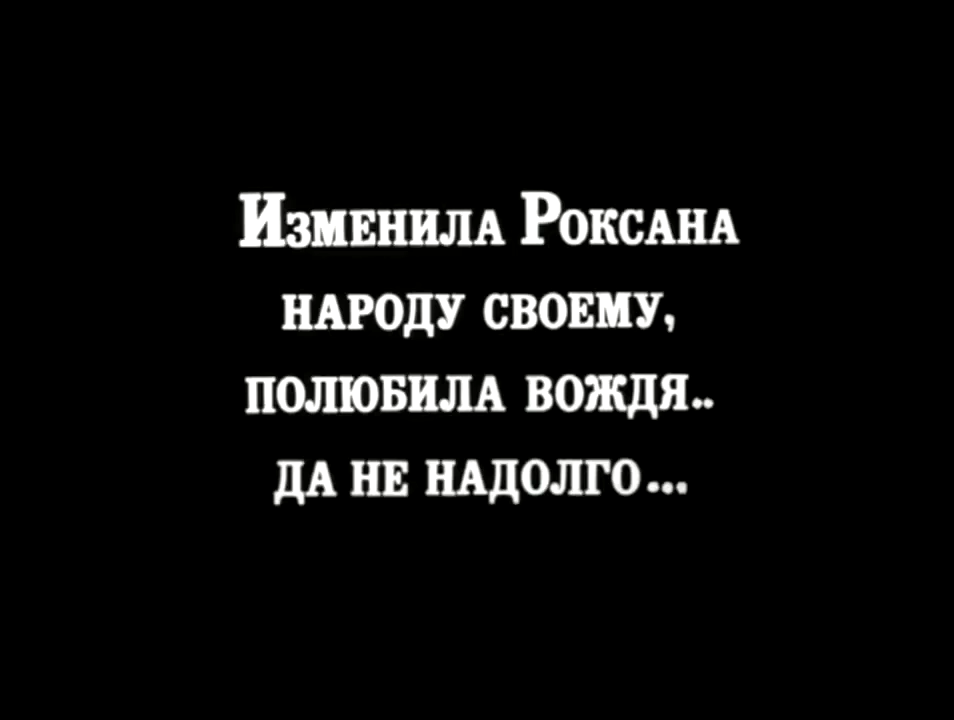 Изменила Роксана
народу своему,
полюбила вождя..
да не надолго...